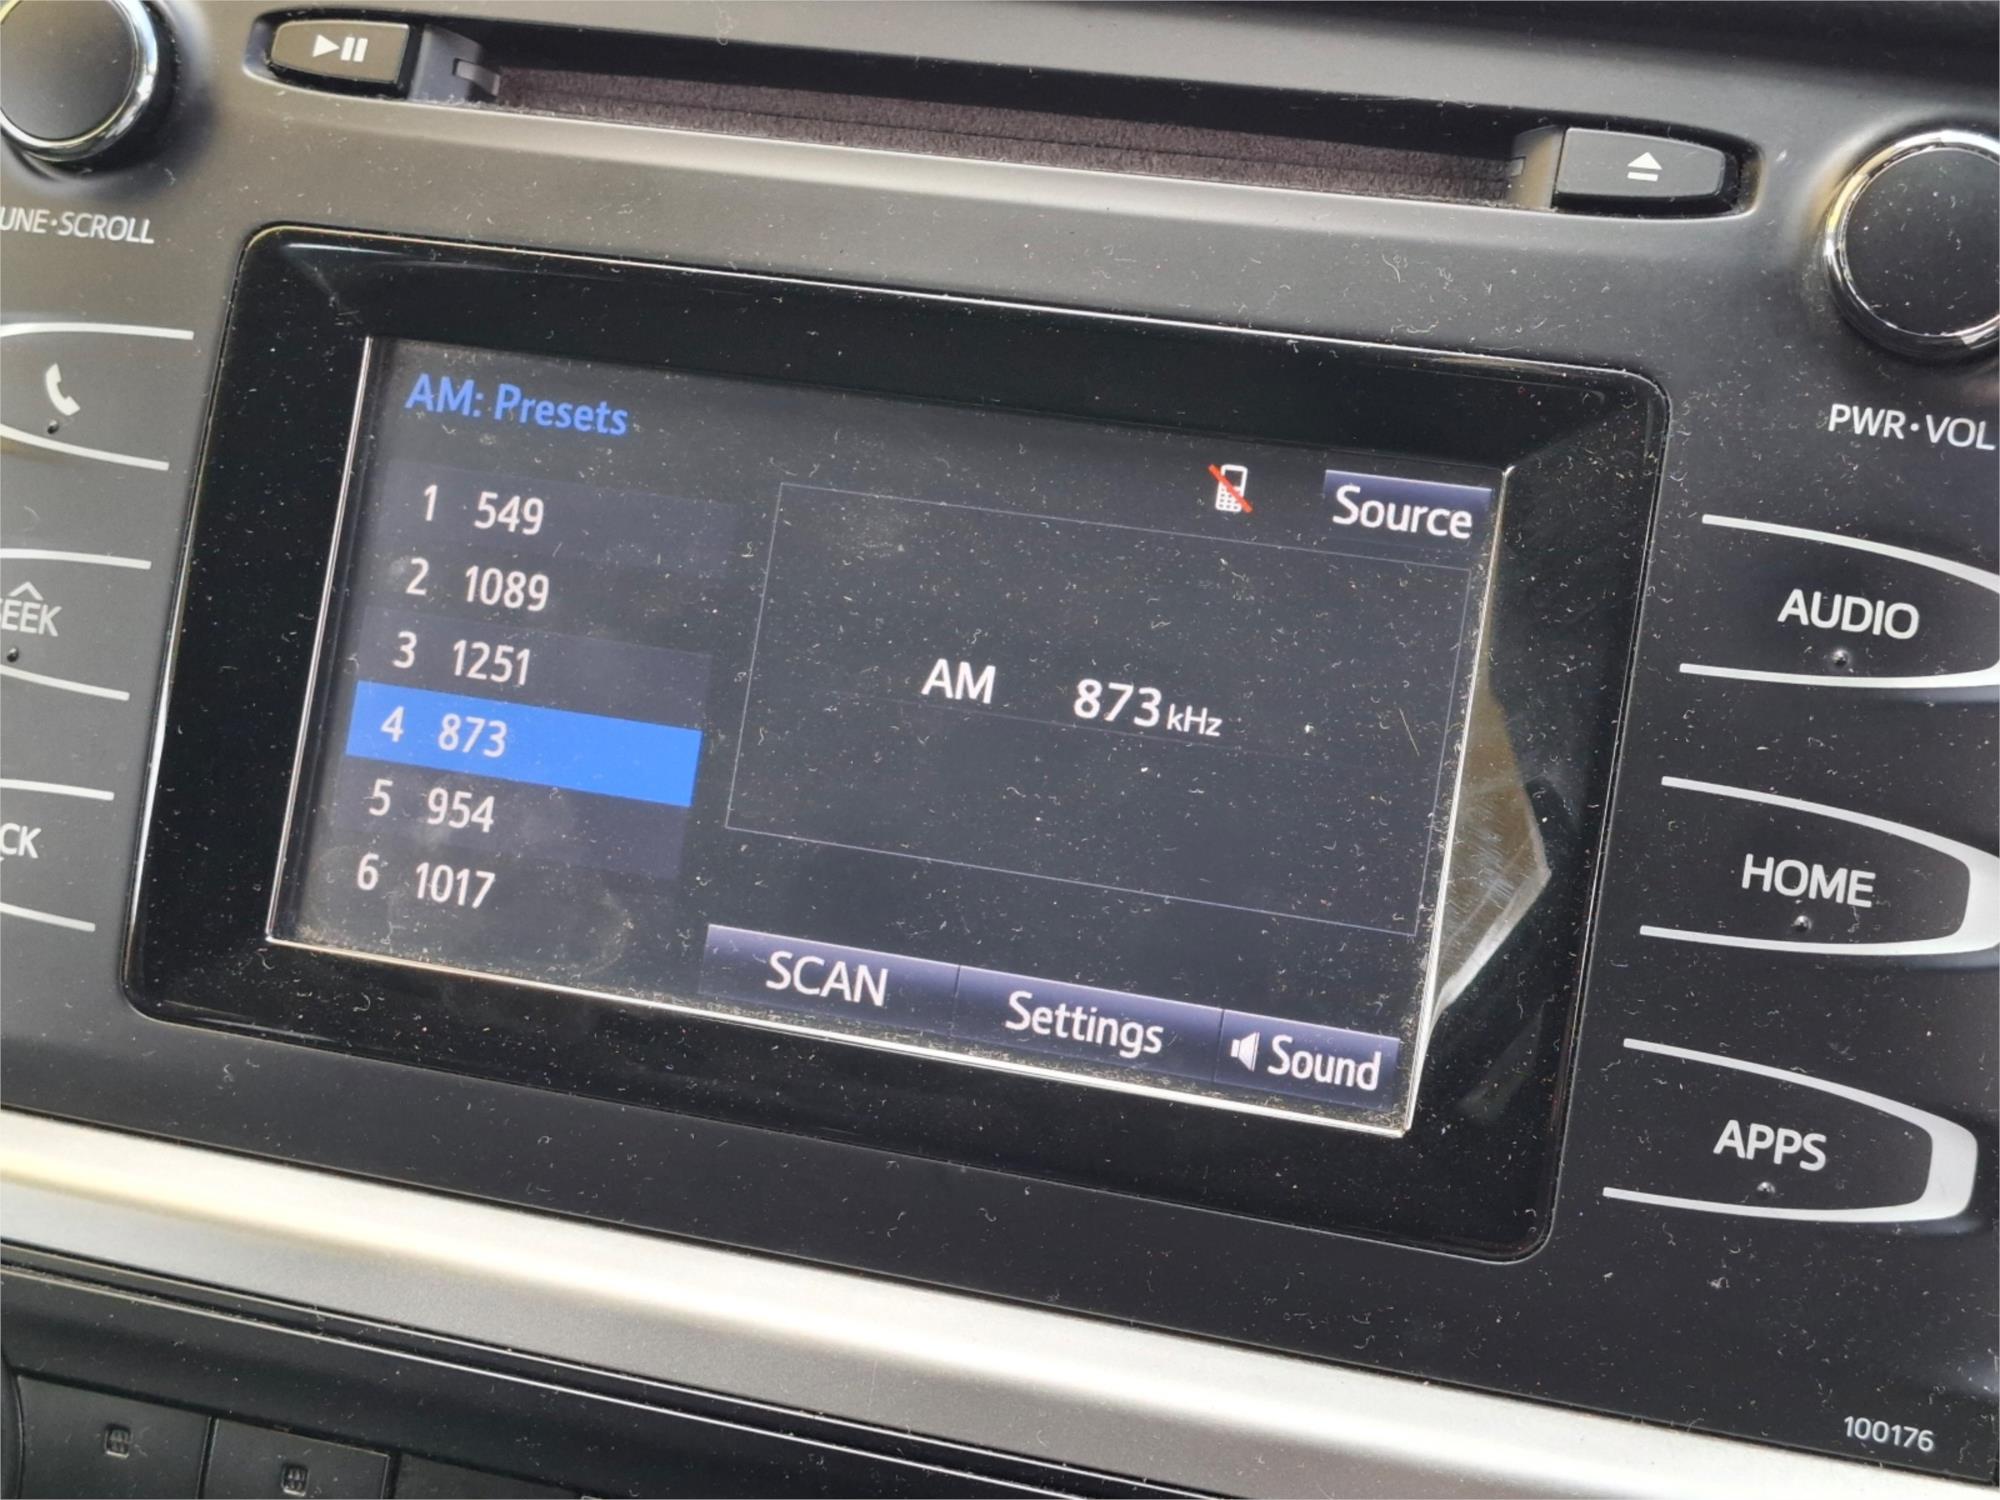 UNE·SCROLL
PWR·VOL
AM: Presets
Source
1 549
2 1089
3 1251
4 873
5 954
6 1017
AM 873 kHz
SCAN
Settings
Sound
EEK
CK
AUDIO
HOME
APPS
100176